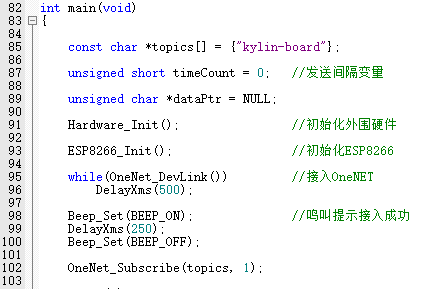 82 int main(void)
83 {
84
85 const char *topics[] = {"kylin-board"};
86
87 unsigned short timeCount = 0; //发送间隔变量
88
89 unsigned char *dataPtr = NULL;
90
91 Hardware_Init(); //初始化外围硬件
92
93 ESP8266_Init(); //初始化ESP8266
94
95 while(OneNet_DevLink()) //接入OneNET
96 DelayXms(500);
97
98 Beep_Set(BEEP_ON); //鸣叫提示接入成功
99 DelayXms(250);
100 Beep_Set(BEEP_OFF);
101
102 OneNet_Subscribe(topics, 1);
103